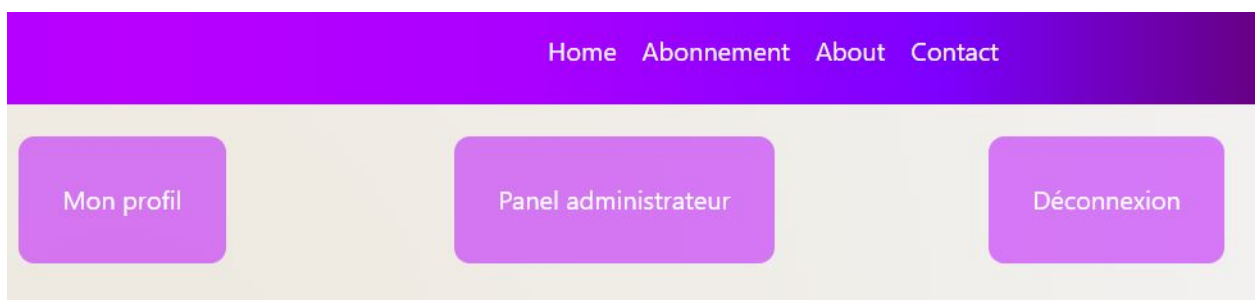 Home Abonnement About Contact
Mon profil Panel administrateur Déconnexion